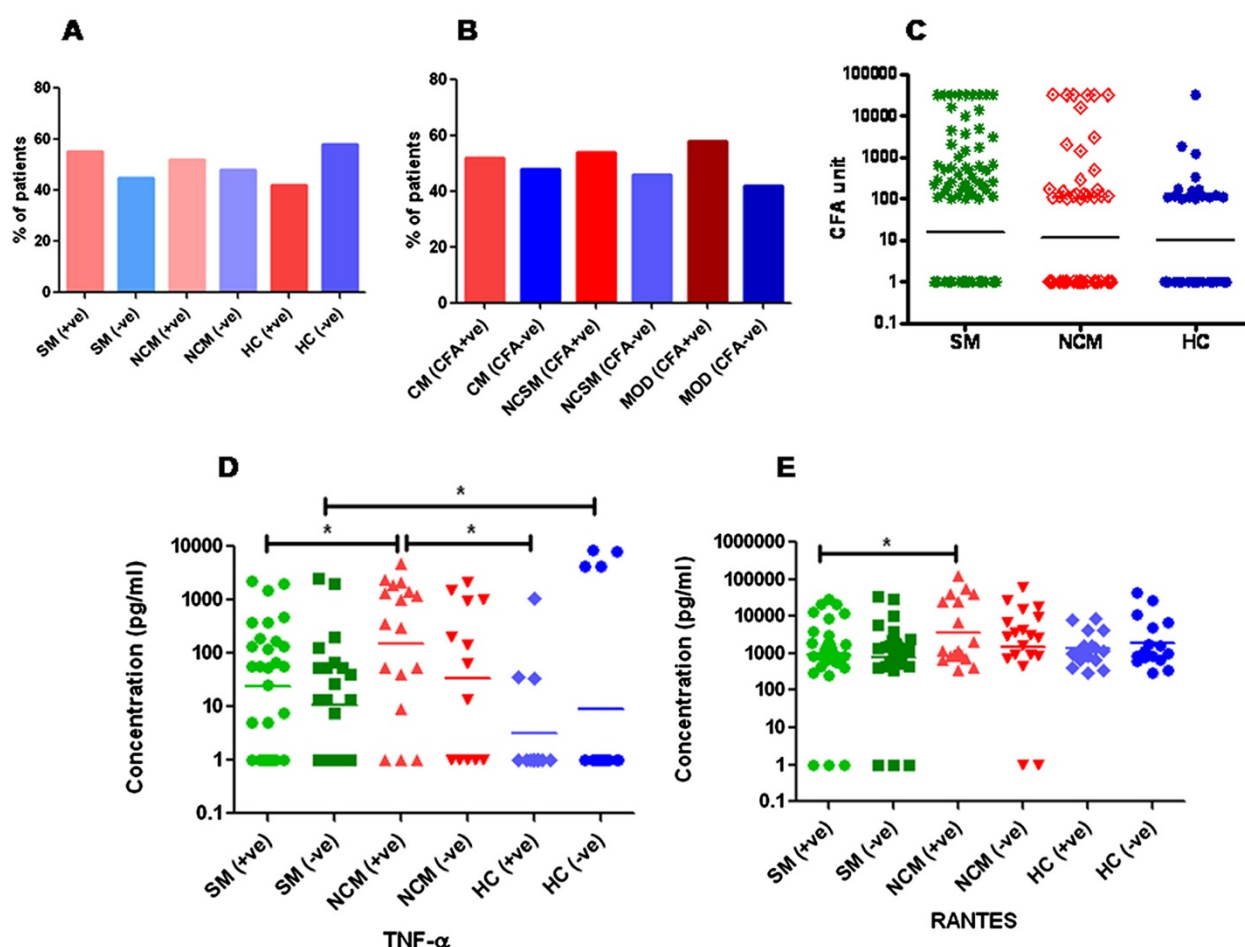 A
B
C
80
60
40
20
0
% of patients
SM (+ve)
SM (-ve)
NCM (+ve)
NCM (-ve)
HC (+ve)
HC (-ve)
80
60
40
20
0
% of patients
CM (CFA+ve)
CM (CFA-ve)
NCSM (CFA+ve)
NCSM (CFA-ve)
MOD (CFA+ve)
MOD (CFA-ve)
100000
10000
1000
100
10
1
0.1
CFA unit
SM
NCM
HC
D
E
*
*
*
10000
1000
100
10
1
0.1
Concentration (pg/ml)
SM (+ve)
SM (-ve)
NCM (+ve)
NCM (-ve)
HC (+ve)
HC (-ve)
TNF-α
*
1000000
100000
10000
1000
100
10
1
0.1
Concentration (pg/ml)
SM (+ve)
SM (-ve)
NCM (+ve)
NCM (-ve)
HC (+ve)
HC (-ve)
RANTES